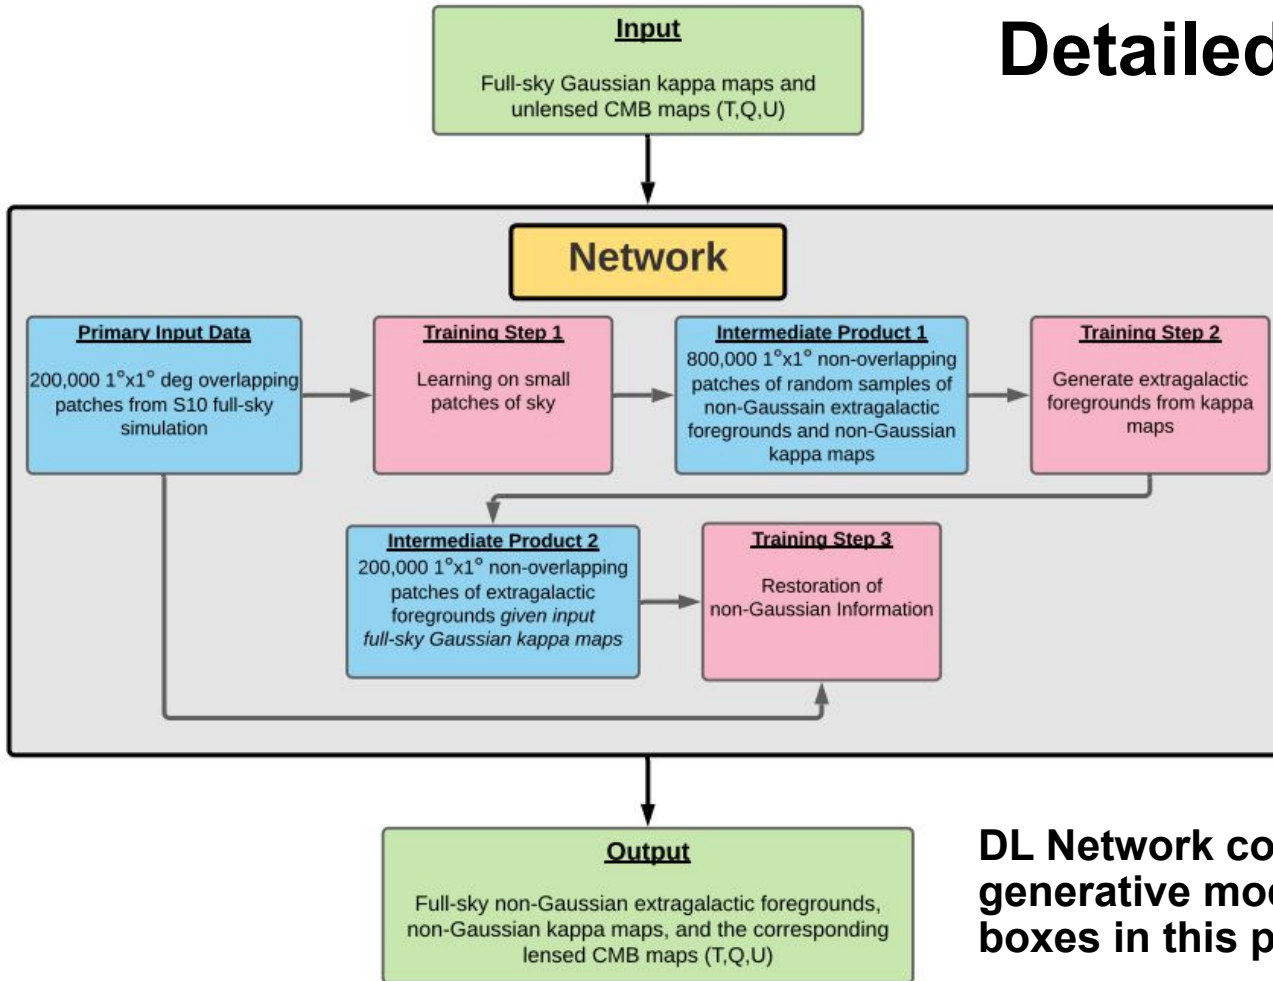 Input
Full-sky Gaussian kappa maps and
unlensed CMB maps (T,Q,U)
Detailed
Network
Primary Input Data
200,000 1°x1° deg overlapping
patches from S10 full-sky
simulation
Training Step 1
Learning on small
patches of sky
Intermediate Product 1
800,000 1°x1° non-overlapping
patches of random samples of
non-Gaussain extragalactic
foregrounds and non-Gaussian
kappa maps
Training Step 2
Generate extragalactic
foregrounds from kappa
maps
Intermediate Product 2
200,000 1°x1° non-overlapping
patches of extragalactic
foregrounds given input
full-sky Gaussian kappa maps
Training Step 3
Restoration of
non-Gaussian Information
Output
Full-sky non-Gaussian extragalactic foregrounds,
non-Gaussian kappa maps, and the corresponding
lensed CMB maps (T,Q,U)
DL Network co
generative mo
boxes in this p